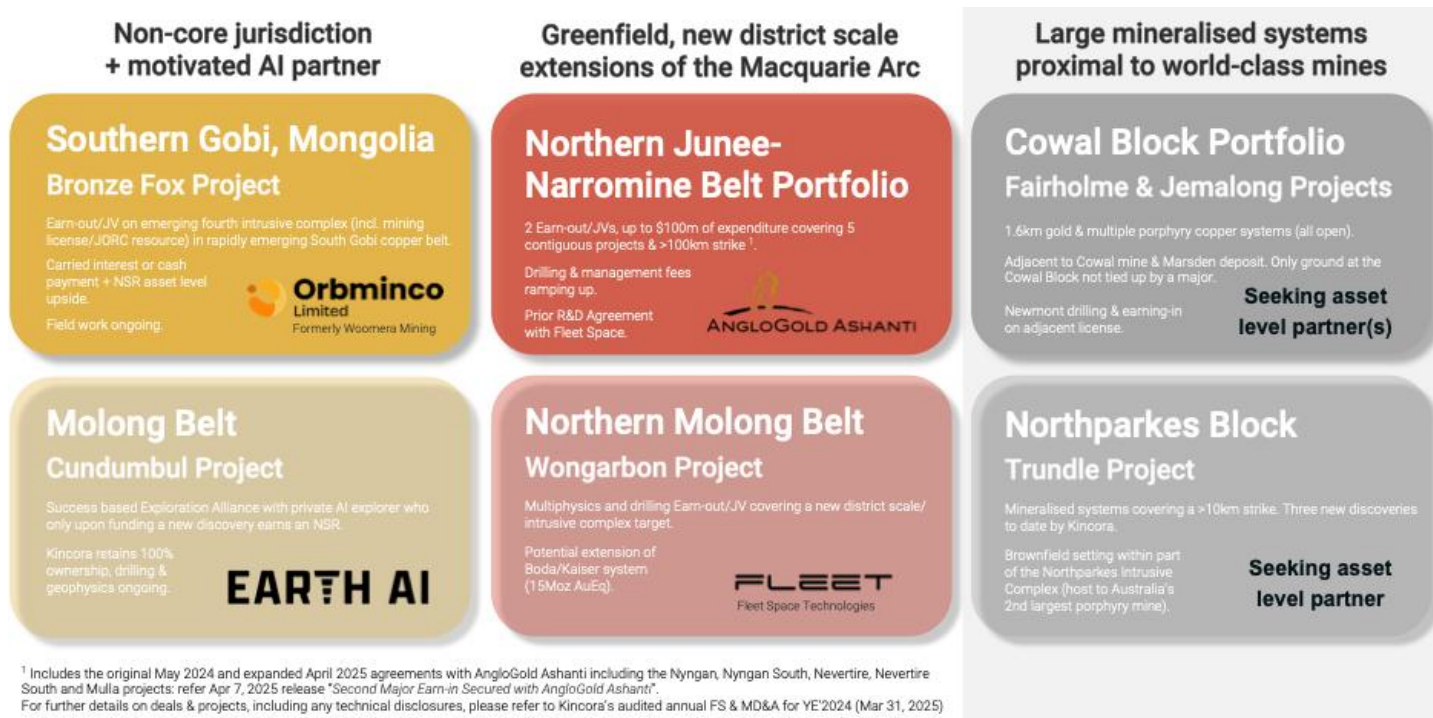 Non-core jurisdiction
+ motivated AI partner
Southern Gobi, Mongolia
Bronze Fox Project
Earn-out/JV on emerging fourth intrusive complex (incl. mining
license/JORC resource) in rapidly emerging South Gobi copper belt.
Carried interest or cash
payment + NSR asset level
upside.
Field work ongoing.
Orbminco
Limited
Formerly Woomera Mining
Molong Belt
Cundumbul Project
Success based Exploration Alliance with private AI explorer who
only upon funding a new discovery earns an NSR.
Kincora retains 100%
ownership, drilling &
geophysics ongoing.
EARTH AI
Greenfield, new district scale
extensions of the Macquarie Arc
Northern Junee-
Narromine Belt Portfolio
2 Earn-out/JVs, up to $100m of expenditure covering 5
contiguous projects & >100km strike 1.
Drilling & management fees
ramping up.
Prior R&D Agreement
with Fleet Space.
ANGLOGOLD ASHANTI
Northern Molong Belt
Wongarbon Project
Multiphysics and drilling Earn-out/JV covering a new district scale/
intrusive complex target.
Potential extension of
Boda/Kaiser system
(15Moz AuEq).
FLEET
Fleet Space Technologies
Large mineralised systems
proximal to world-class mines
Cowal Block Portfolio
Fairholme & Jemalong Projects
1.6km gold & multiple porphyry copper systems (all open).
Adjacent to Cowal mine & Marsden deposit. Only ground at the
Cowal Block not tied up by a major.
Newmont drilling & earning-in
on adjacent license.
Seeking asset
level partner(s)
Northparkes Block
Trundle Project
Mineralised systems covering a >10km strike. Three new discoveries
to date by Kincora.
Brownfield setting within part
of the Northparkes Intrusive
Complex (host to Australia's
2nd largest porphyry mine).
Seeking asset
level partner
1 Includes the original May 2024 and expanded April 2025 agreements with AngloGold Ashanti including the Nyngan, Nyngan South, Nevertire, Nevertire
South and Mulla projects: refer Apr 7, 2025 release "Second Major Earn-in Secured with AngloGold Ashanti".
For further details on deals & projects, including any technical disclosures, please refer to Kincora's audited annual FS & MD&A for YE'2024 (Mar 31, 2025)